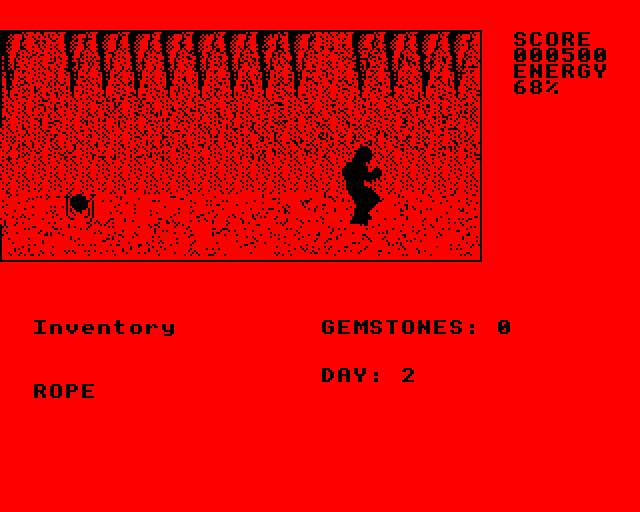 SCORE
000500
ENERGY
68%
Inventory
GEMSTONES: 0
DAY: 2
ROPE